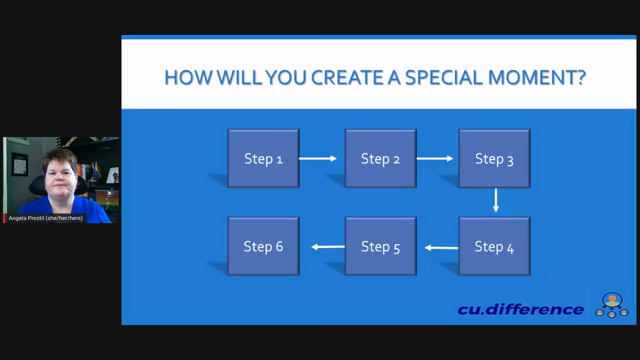 HOW WILL YOU CREATE A SPECIAL MOMENT?
Step 1
Step 2
Step 3
Step 6
Step 5
Step 4
Angela Prestil (she/her/hers)
cu.difference